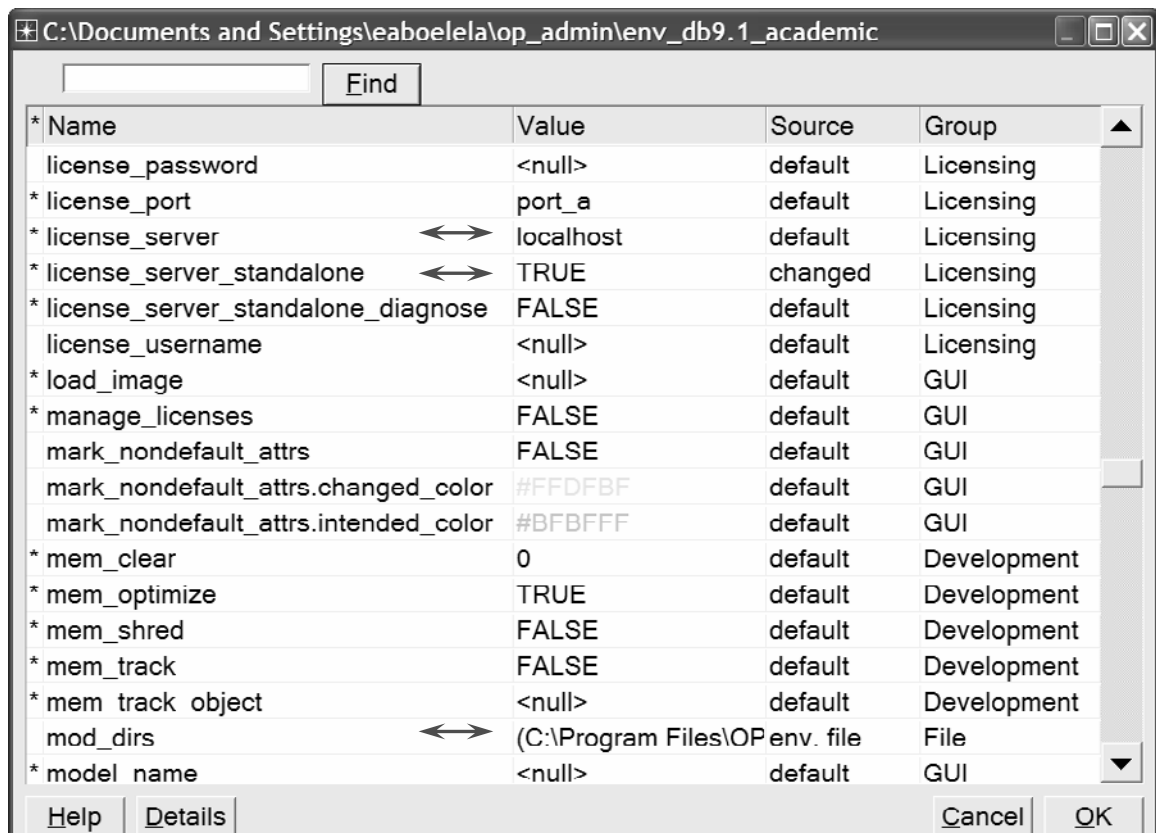 C:\Documents and Settings\eaboelela\op_admin\env_db9.1_academic
Find
* Name Value Source Group
license_password <null> default Licensing
* license_port port_a default Licensing
* license_server localhost default Licensing
* license_server_standalone TRUE changed Licensing
* license_server_standalone_diagnose FALSE default Licensing
license_username <null> default Licensing
* load_image <null> default GUI
* manage_licenses FALSE default GUI
mark_nondefault_attrs FALSE default GUI
mark_nondefault_attrs.changed_color #FFDFBF default GUI
mark_nondefault_attrs.intended_color #BFBFFF default GUI
* mem_clear 0 default Development
* mem_optimize TRUE default Development
* mem_shred FALSE default Development
* mem_track FALSE default Development
* mem_track_object <null> default Development
mod_dirs (C:\Program Files\OP env. file File
* model_name <null> default GUI
Help Details Cancel OK